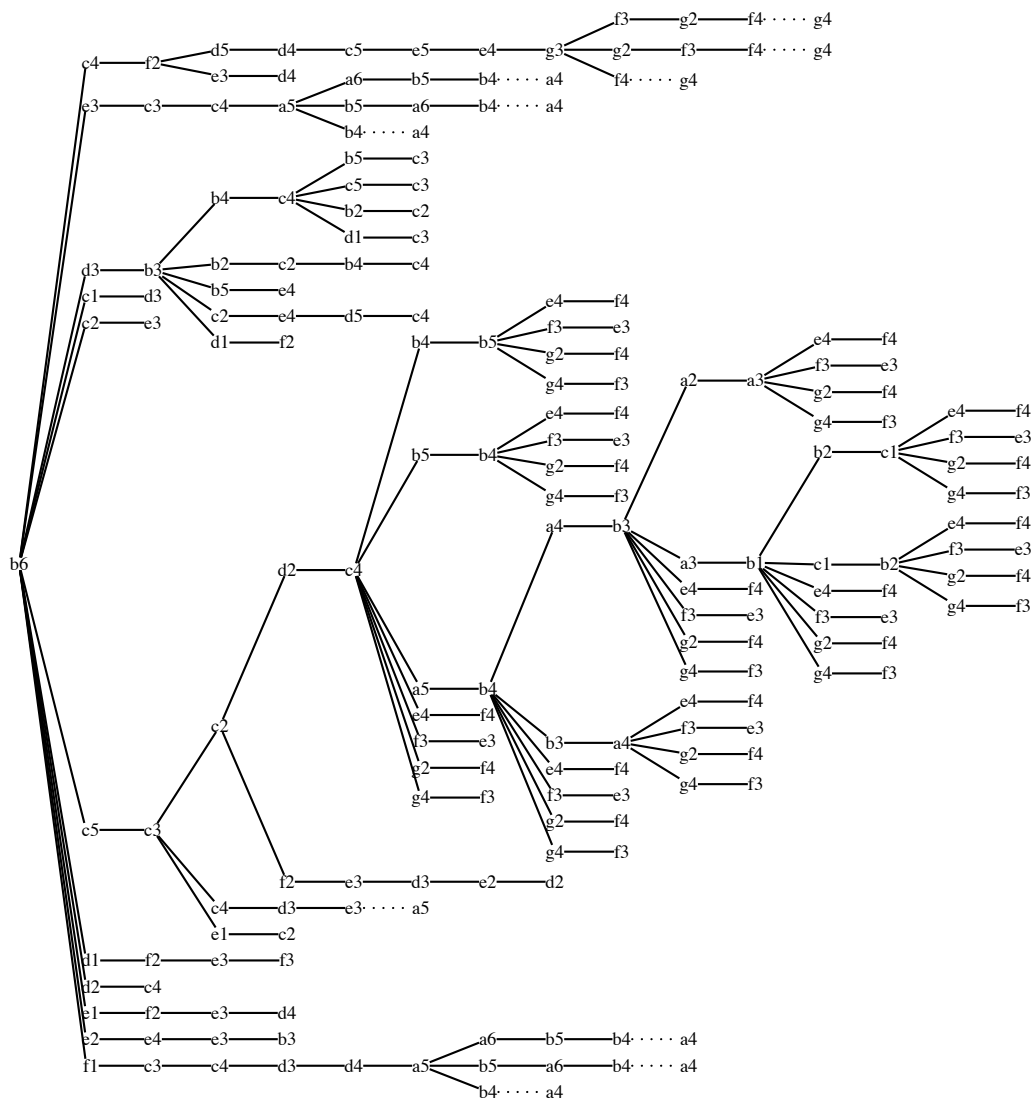 f3 g2 f4 g4
d5 d4 c5 e5 e4 g3 g2 f3 f4 g4
c4 f2
e3 d4 a6 b5 b4 a4 f4 g4
e3 c3 c4 a5 b5 a6 b4 a4
b4 a4
b5 c3
c5 c3
b4 c4
b2 c2
d1 c3
b2 c2 b4 c4
d3 b3
b5 e4
c1 d3
e4 f4
c2 e4 d5 c4
c2 e3
f3 e3
d1 f2 b4 b5
e4 f4
g2 f4
f3 e3
a2 a3
g4 f3
g2 f4
e4 f4 e4 f4
g4 f3
f3 e3 f3 e3
b5 b4 b2 c1
g2 f4 g2 f4
g4 f3 g4 f3
a4 b3 e4 f4
f3 e3
b6 a3 b1 c1 b2
d2 c4
g2 f4
e4 f4 e4 f4
g4 f3
f3 e3 f3 e3
g2 f4 g2 f4
g4 f3 g4 f3
a5 b4
e4 f4
e4 f4
c2
f3 e3
f3 e3 b3 a4
g2 f4
g2 f4 e4 f4
g4 f3
g4 f3 f3 e3
g2 f4
c5 c3
g4 f3
f2 e3 d3 e2 d2
c4 d3 e3 a5
e1 c2
d1 f2 e3 f3
d2 c4
e1 f2 e3 d4
e2 e4 e3 b3 a6 b5 b4 a4
f1 c3 c4 d3 d4 a5 b5 a6 b4 a4
b4 a4